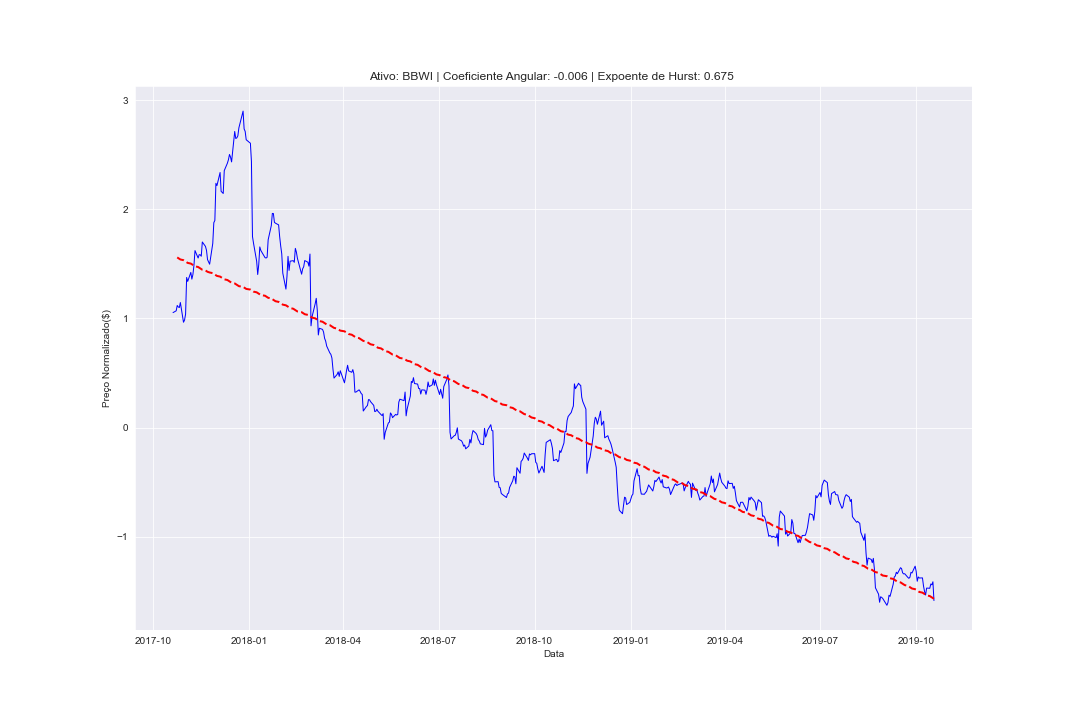 Ativo: BBWI | Coeficiente Angular: -0.006 | Expoente de Hurst: 0.675
Preço Normalizado($)
3
2
1
0
−1
2017-10 2018-01 2018-04 2018-07 2018-10 2019-01 2019-04 2019-07 2019-10
Data